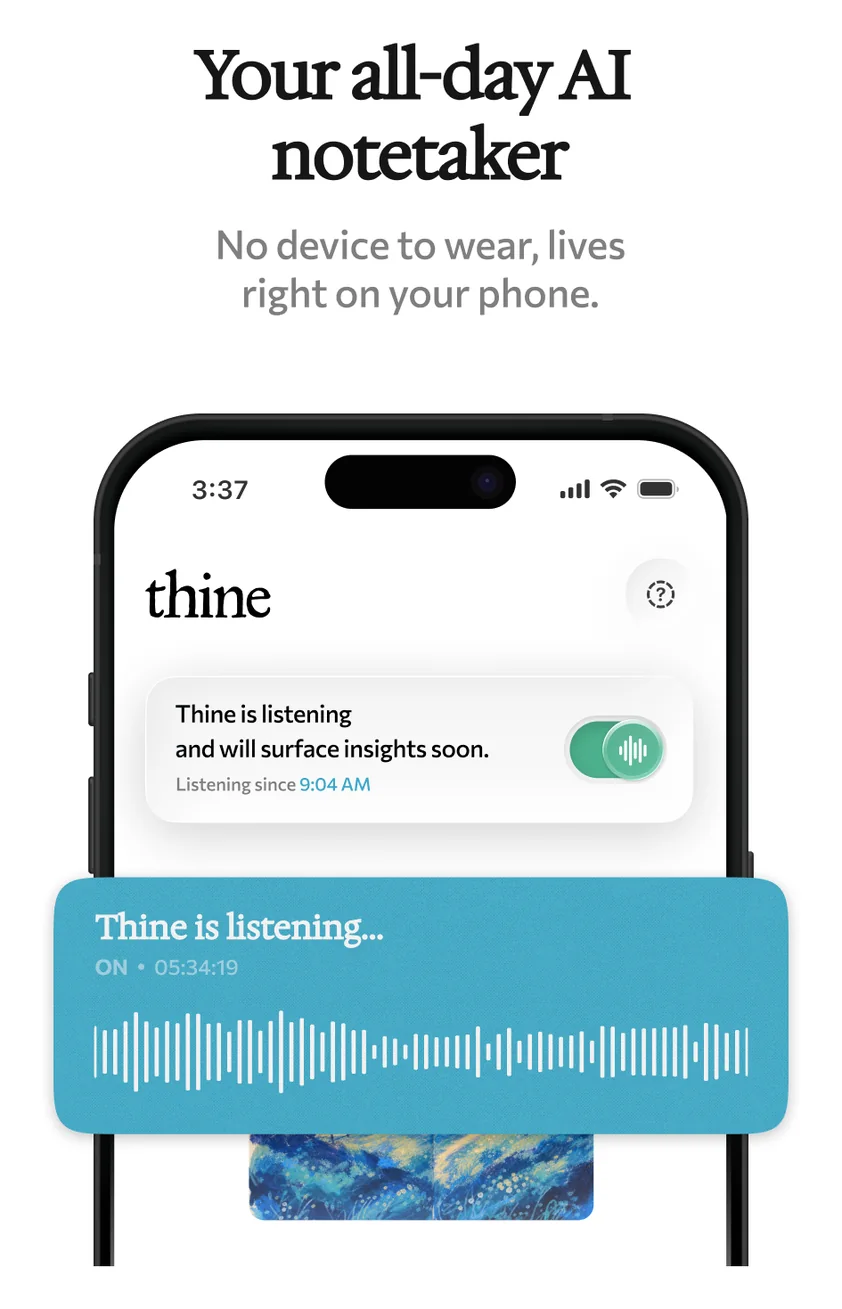 Your all-day AI
notetaker
No device to wear, lives
right on your phone.
3:37
thine
?
Thine is listening
and will surface insights soon.
Listening since 9:04 AM
Thine is listening...
ON • 05:34:19